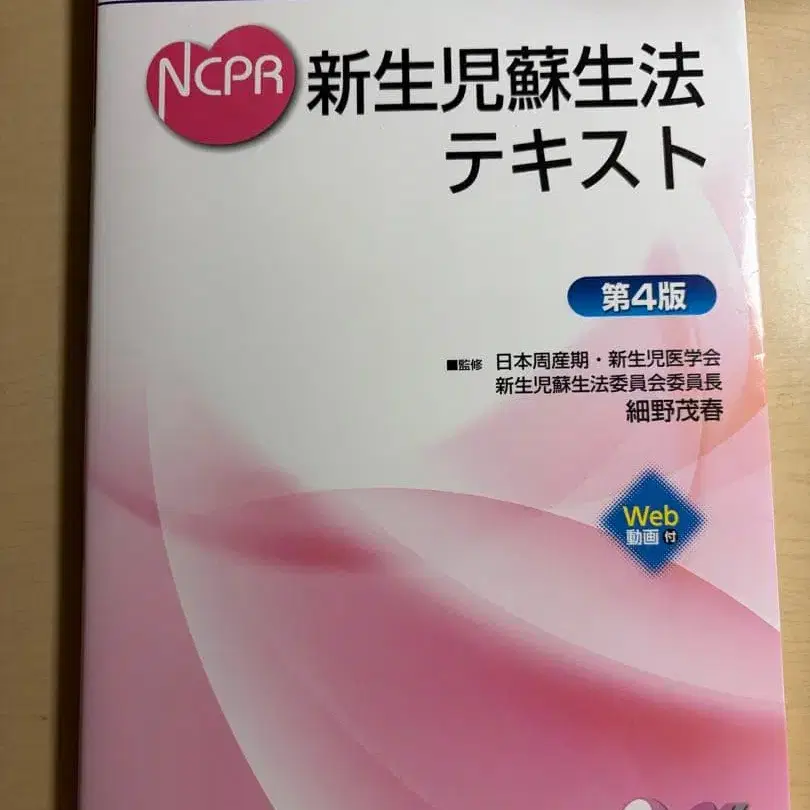 NCPR
新生児蘇生法
テキスト
第4版
■監修 日本周産期・新生児医学会
新生児蘇生法委員会委員長
細野茂春
Web
動画 付